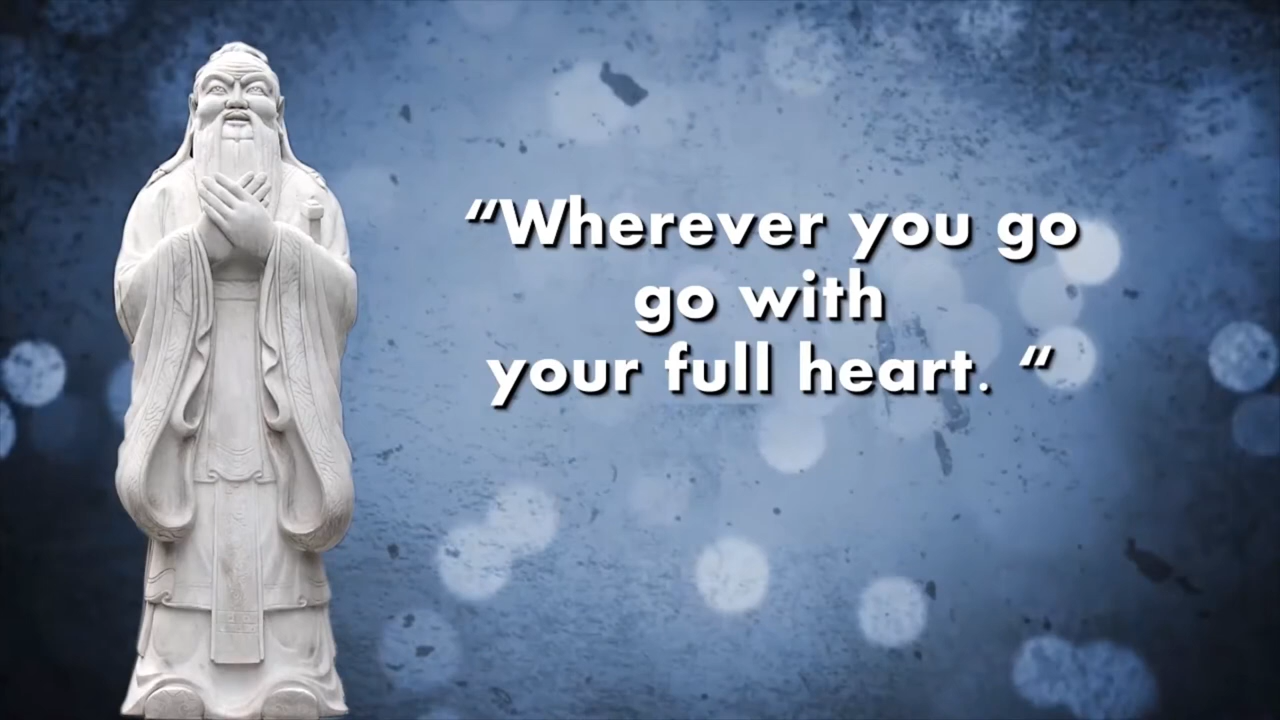 “Wherever you go
go with
your full heart. “